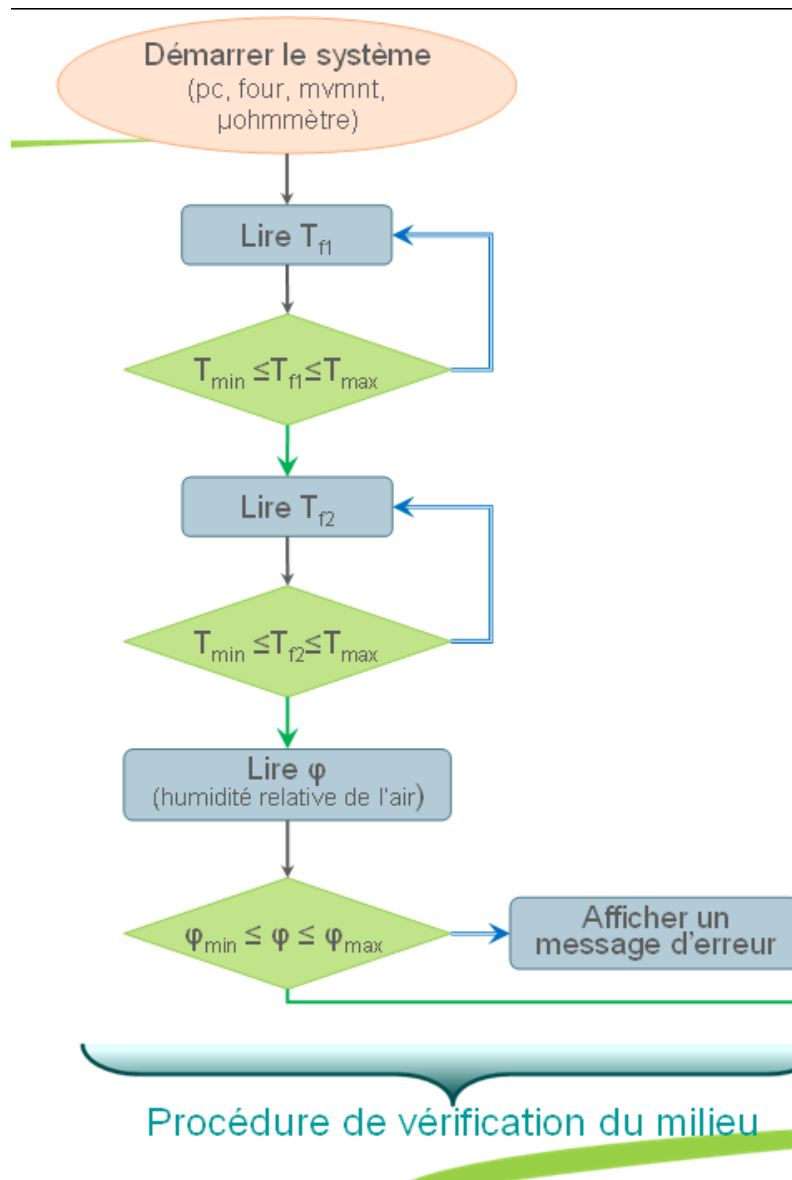 Démarrer le système
(pc, four, mvmnt,
µohmmètre)
Lire Tf1
Tmin ≤Tf1≤Tmax
Lire Tf2
Tmin ≤Tf2≤Tmax
Lire φ
(humidité relative de l'air)
φmin ≤ φ ≤ φmax
Afficher un
message d'erreur
Procédure de vérification du milieu